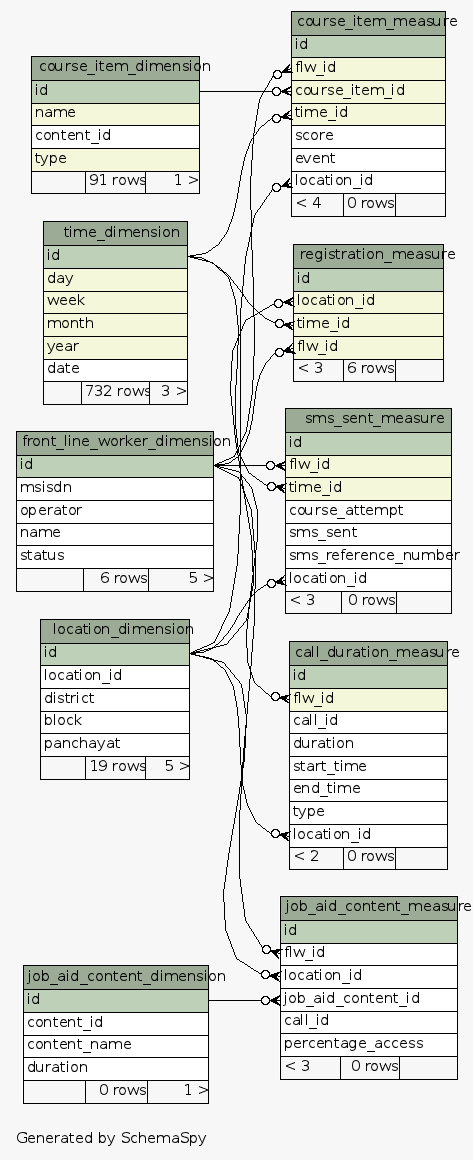 course_item_dimension
id
name
content_id
type
91 rows 1 >
time_dimension
id
day
week
month
year
date
732 rows 3 >
front_line_worker_dimension
id
msisdn
operator
name
status
6 rows 5 >
location_dimension
id
location_id
district
block
panchayat
19 rows 5 >
job_aid_content_dimension
id
content_id
content_name
duration
0 rows 1 >
course_item_measure
id
flw_id
course_item_id
time_id
score
event
location_id
< 4 0 rows
registration_measure
id
location_id
time_id
flw_id
< 3 6 rows
sms_sent_measure
id
flw_id
time_id
course_attempt
sms_sent
sms_reference_number
location_id
< 3 0 rows
call_duration_measure
id
flw_id
call_id
duration
start_time
end_time
type
location_id
< 2 0 rows
job_aid_content_measure
id
flw_id
location_id
job_aid_content_id
call_id
percentage_access
< 3 0 rows
Generated by SchemaSpy